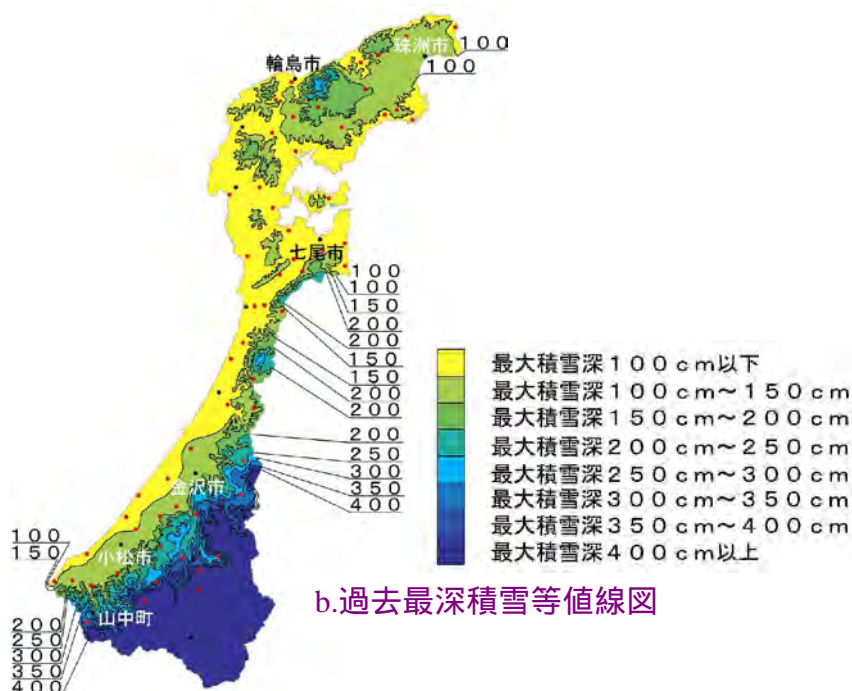 珠洲市
100
輪島市
100
七尾市
100
100
150
200
200
150
150
200
200
最大積雪深100cm以下
最大積雪深100cm～150cm
最大積雪深150cm～200cm
最大積雪深200cm～250cm
最大積雪深250cm～300cm
最大積雪深300cm～350cm
最大積雪深350cm～400cm
最大積雪深400cm以上
200
250
300
350
400
金沢市
100
150
小松市
山中町
200
250
300
350
400
b.過去最深積雪等値線図